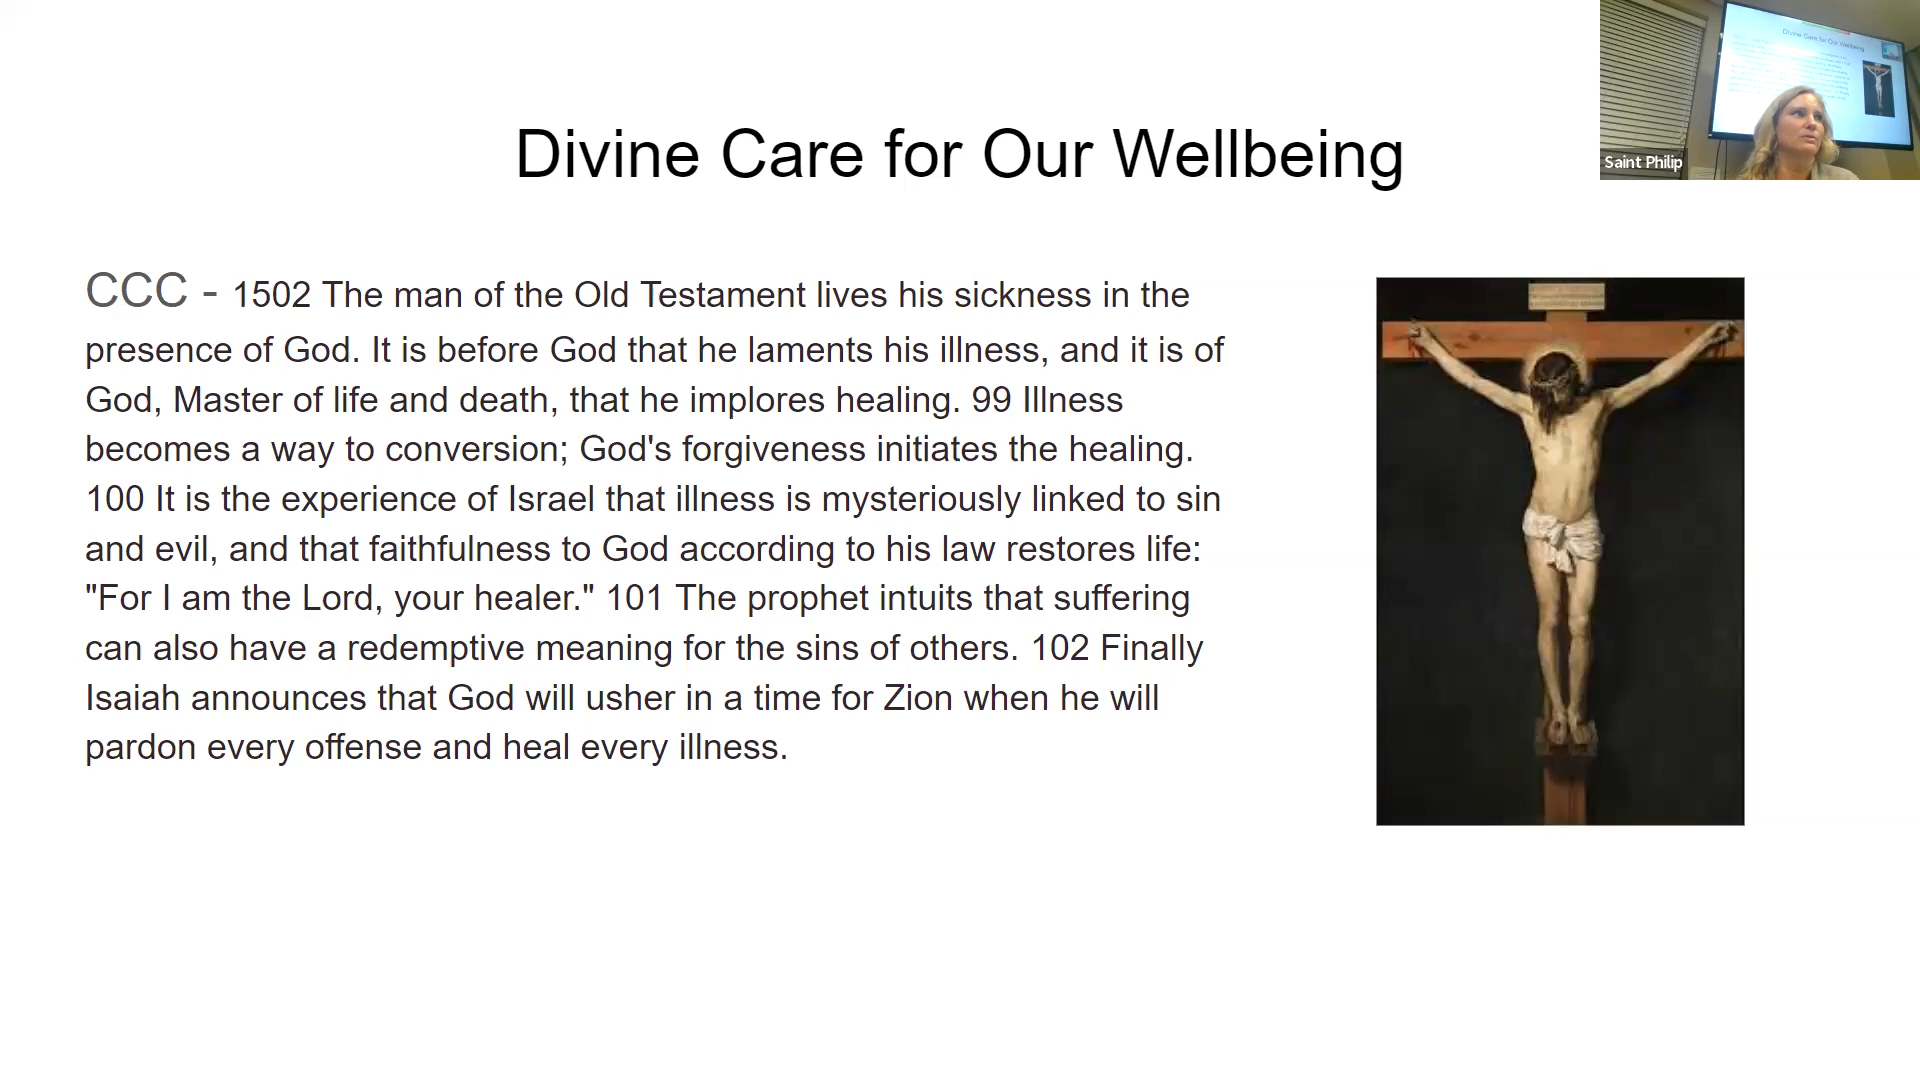 Divine Care for Our Wellbeing
CCC - 1502 The man of the Old Testament lives his sickness in the
presence of God. It is before God that he laments his illness, and it is of
God, Master of life and death, that he implores healing. 99 Illness
becomes a way to conversion; God's forgiveness initiates the healing.
100 It is the experience of Israel that illness is mysteriously linked to sin
and evil, and that faithfulness to God according to his law restores life:
"For I am the Lord, your healer." 101 The prophet intuits that suffering
can also have a redemptive meaning for the sins of others. 102 Finally
Isaiah announces that God will usher in a time for Zion when he will
pardon every offense and heal every illness.
Divine Care for Our Wellbeing
Saint Philip